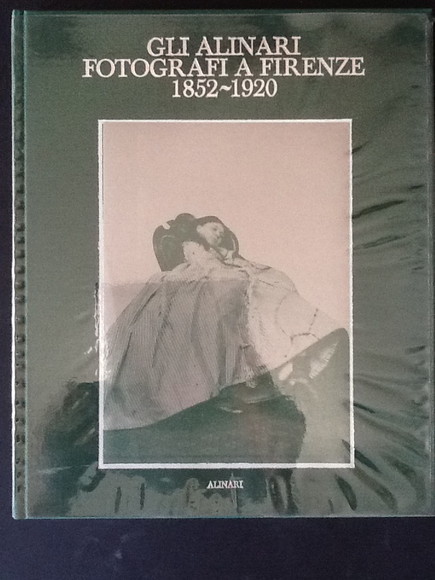 GLI ALINARI
FOTOGRAFI A FIRENZE
1852~1920
ALINARI